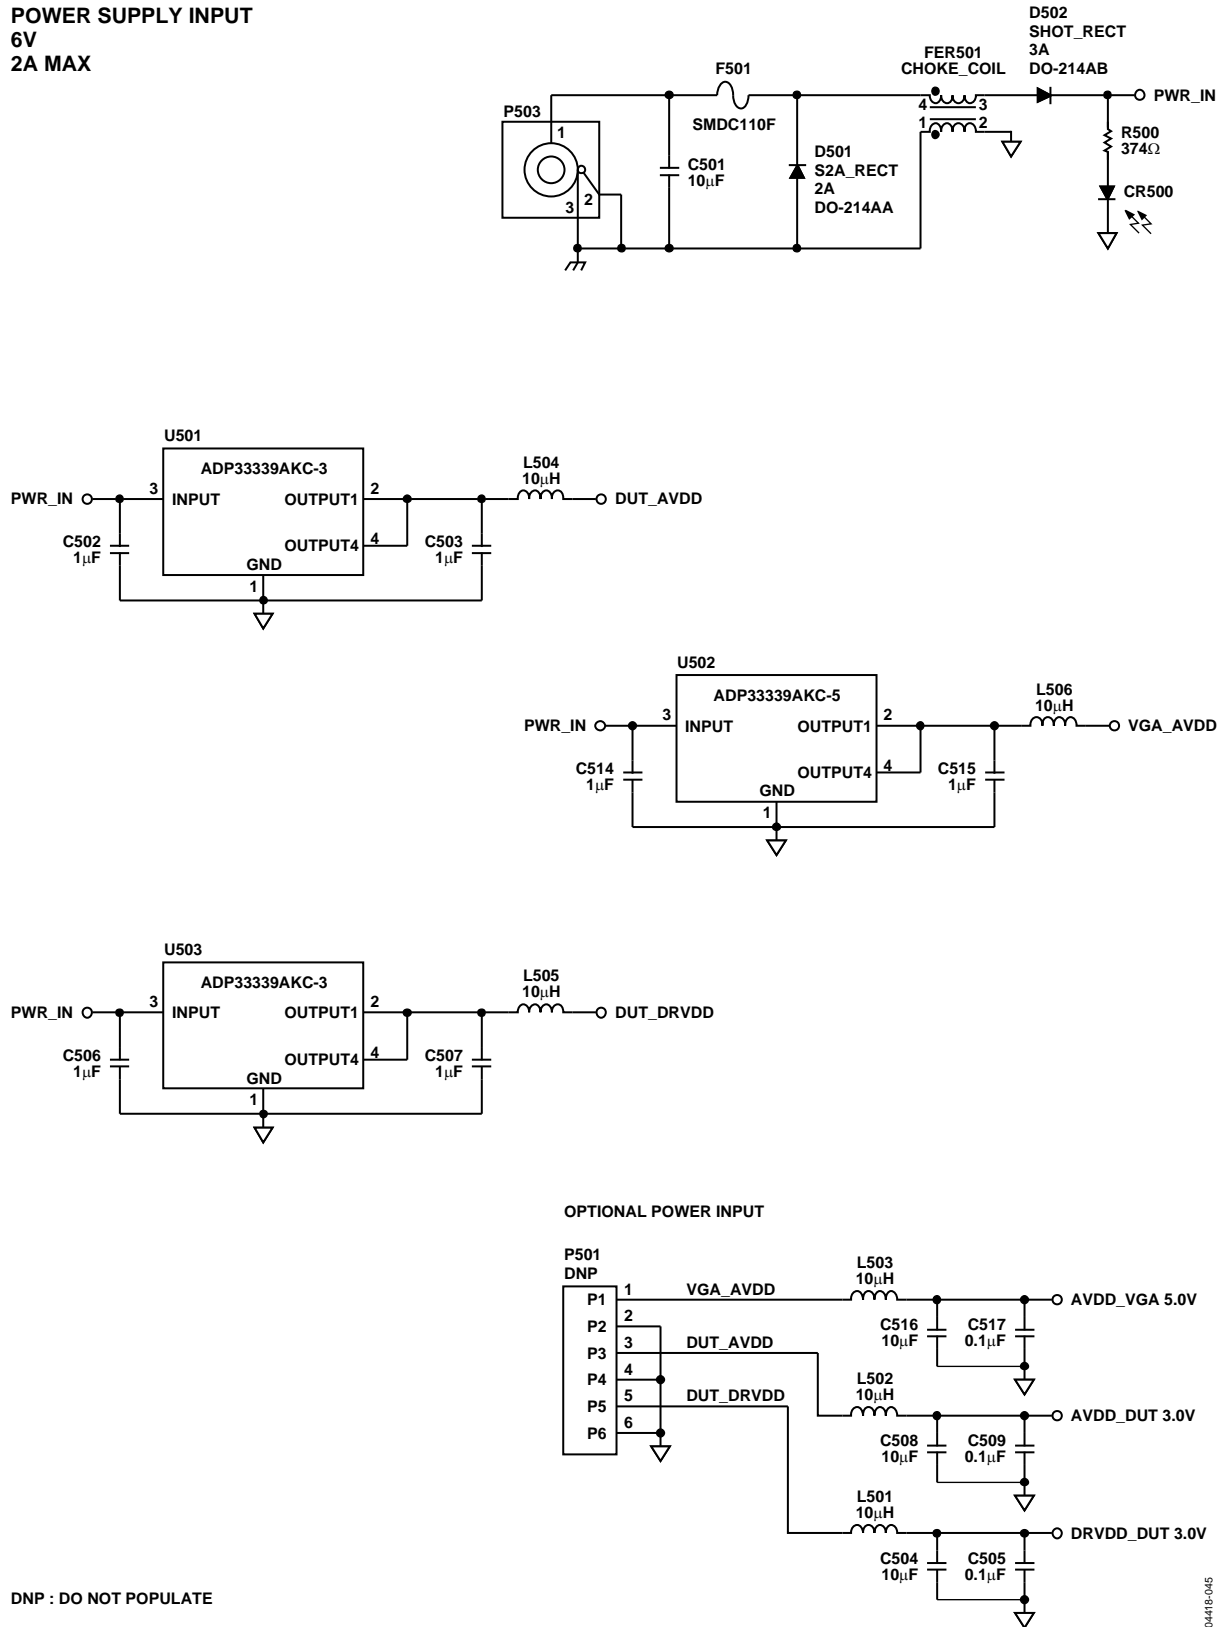 POWER SUPPLY INPUT
6V
2A MAX
P503
1
2
3
C501
10μF
F501
SMDC110F
D501
S2A_RECT
2A
DO-214AA
FER501
CHOKE_COIL
4
3
1
2
D502
SHOT_RECT
3A
DO-214AB
PWR_IN
R500
374Ω
CR500
U501
ADP33339AKC-3
PWR_IN
3
INPUT
OUTPUT1
2
OUTPUT4
4
GND
1
C502
1μF
C503
1μF
L504
10μH
DUT_AVDD
U502
ADP33339AKC-5
PWR_IN
3
INPUT
OUTPUT1
2
OUTPUT4
4
GND
1
C514
1μF
C515
1μF
L506
10μH
VGA_AVDD
U503
ADP33339AKC-3
PWR_IN
3
INPUT
OUTPUT1
2
OUTPUT4
4
GND
1
C506
1μF
C507
1μF
L505
10μH
DUT_DRVDD
OPTIONAL POWER INPUT
P501
DNP
P1
1
P2
2
P3
3
P4
4
P5
5
P6
6
VGA_AVDD
DUT_AVDD
DUT_DRVDD
L503
10μH
C516
10μF
C517
0.1μF
AVDD_VGA 5.0V
L502
10μH
C508
10μF
C509
0.1μF
AVDD_DUT 3.0V
L501
10μH
C504
10μF
C505
0.1μF
DRVDD_DUT 3.0V
DNP : DO NOT POPULATE
04418-045